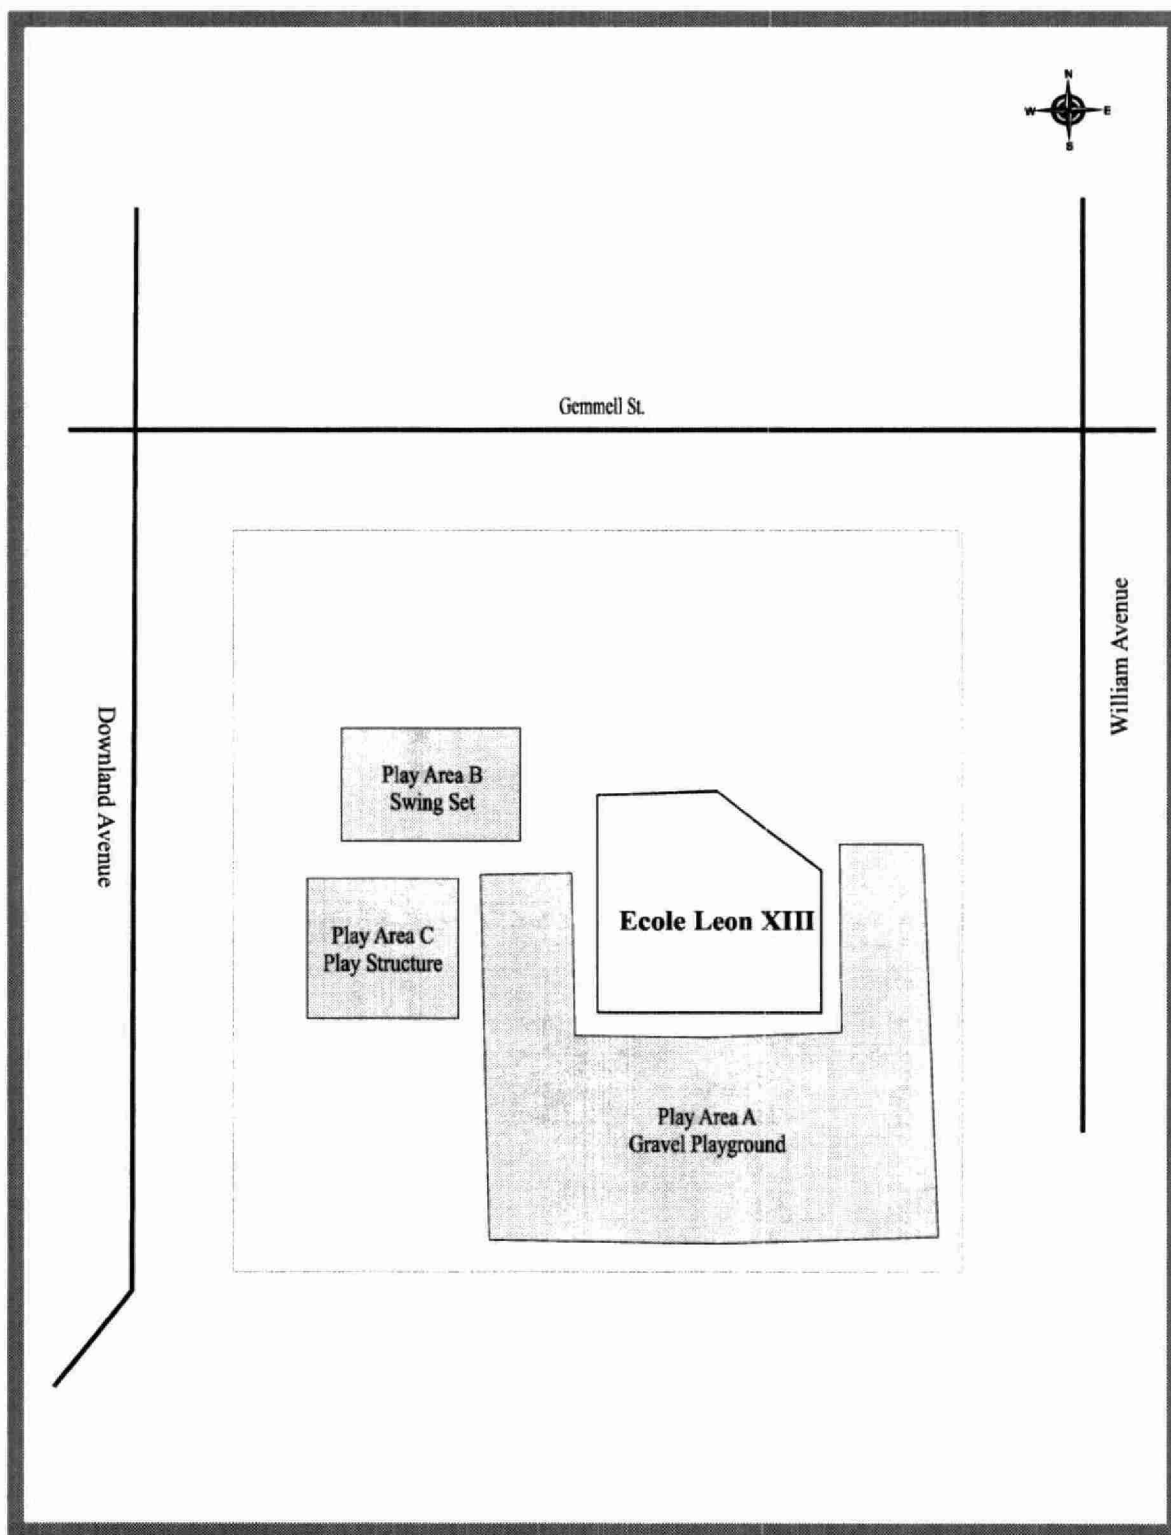 N
W E
S
Gemmell St.
William Avenue
Downland Avenue
Play Area B
Swing Set
Ecole Leon XIII
Play Area C
Play Structure
Play Area A
Gravel Playground